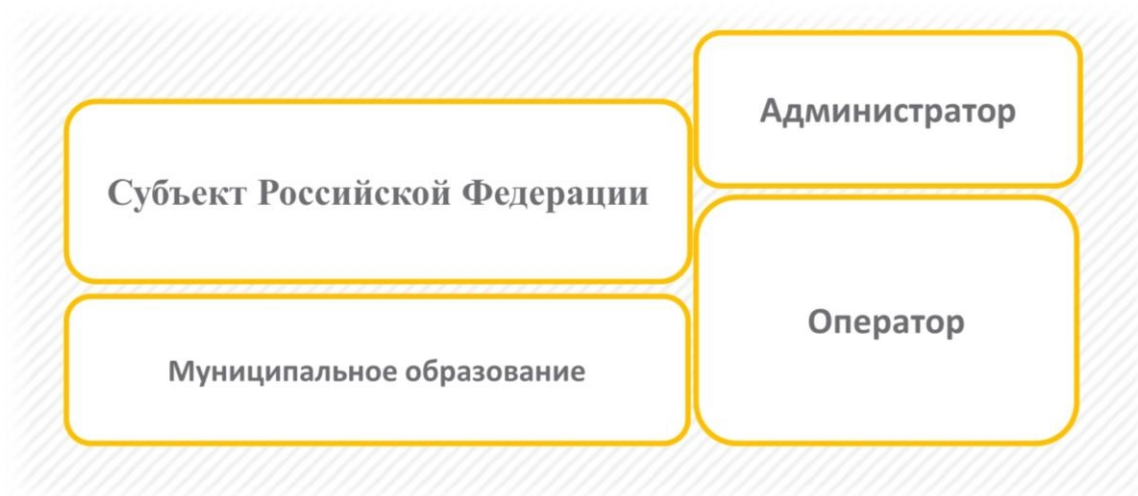 Администратор
Субъект Российской Федерации
Оператор
Муниципальное образование